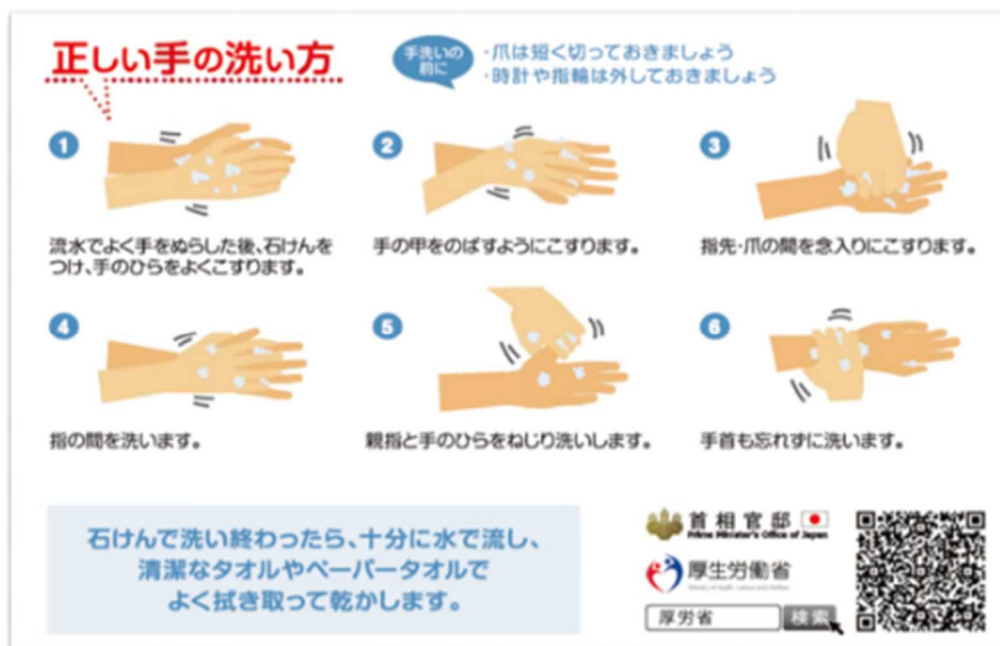 正しい手の洗い方
手洗いの
前に
・爪は短く切っておきましょう
・時計や指輪は外しておきましょう
1
流水でよく手をぬらした後、石けんを
つけ、手のひらをよくこすります。
2
手の甲をのばすようにこすります。
3
指先・爪の間を念入りにこすります。
4
指の間を洗います。
5
親指と手のひらをねじり洗いします。
6
手首も忘れずに洗います。
石けんで洗い終わったら、十分に水で流し、
清潔なタオルやペーパータオルで
よく拭き取って乾かします。
首相官邸
Prime Minister's Office of Japan
厚生労働省
Ministry of Health, Labour and Welfare
厚労省 検索